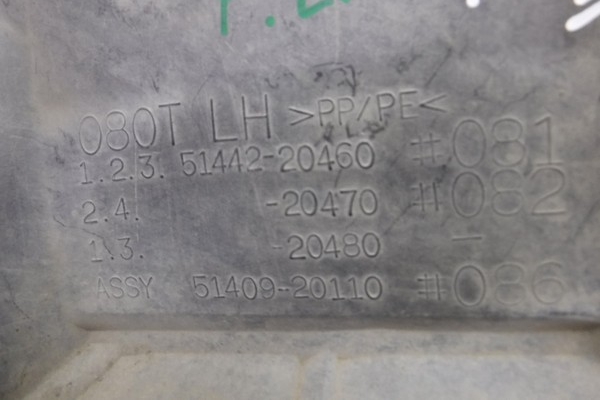 080T LH >PP/PE<
1.2.3. 51442-20460 #081
2.4. -20470 #082
1.3. -20480 -
ASSY 51409-20110 #086